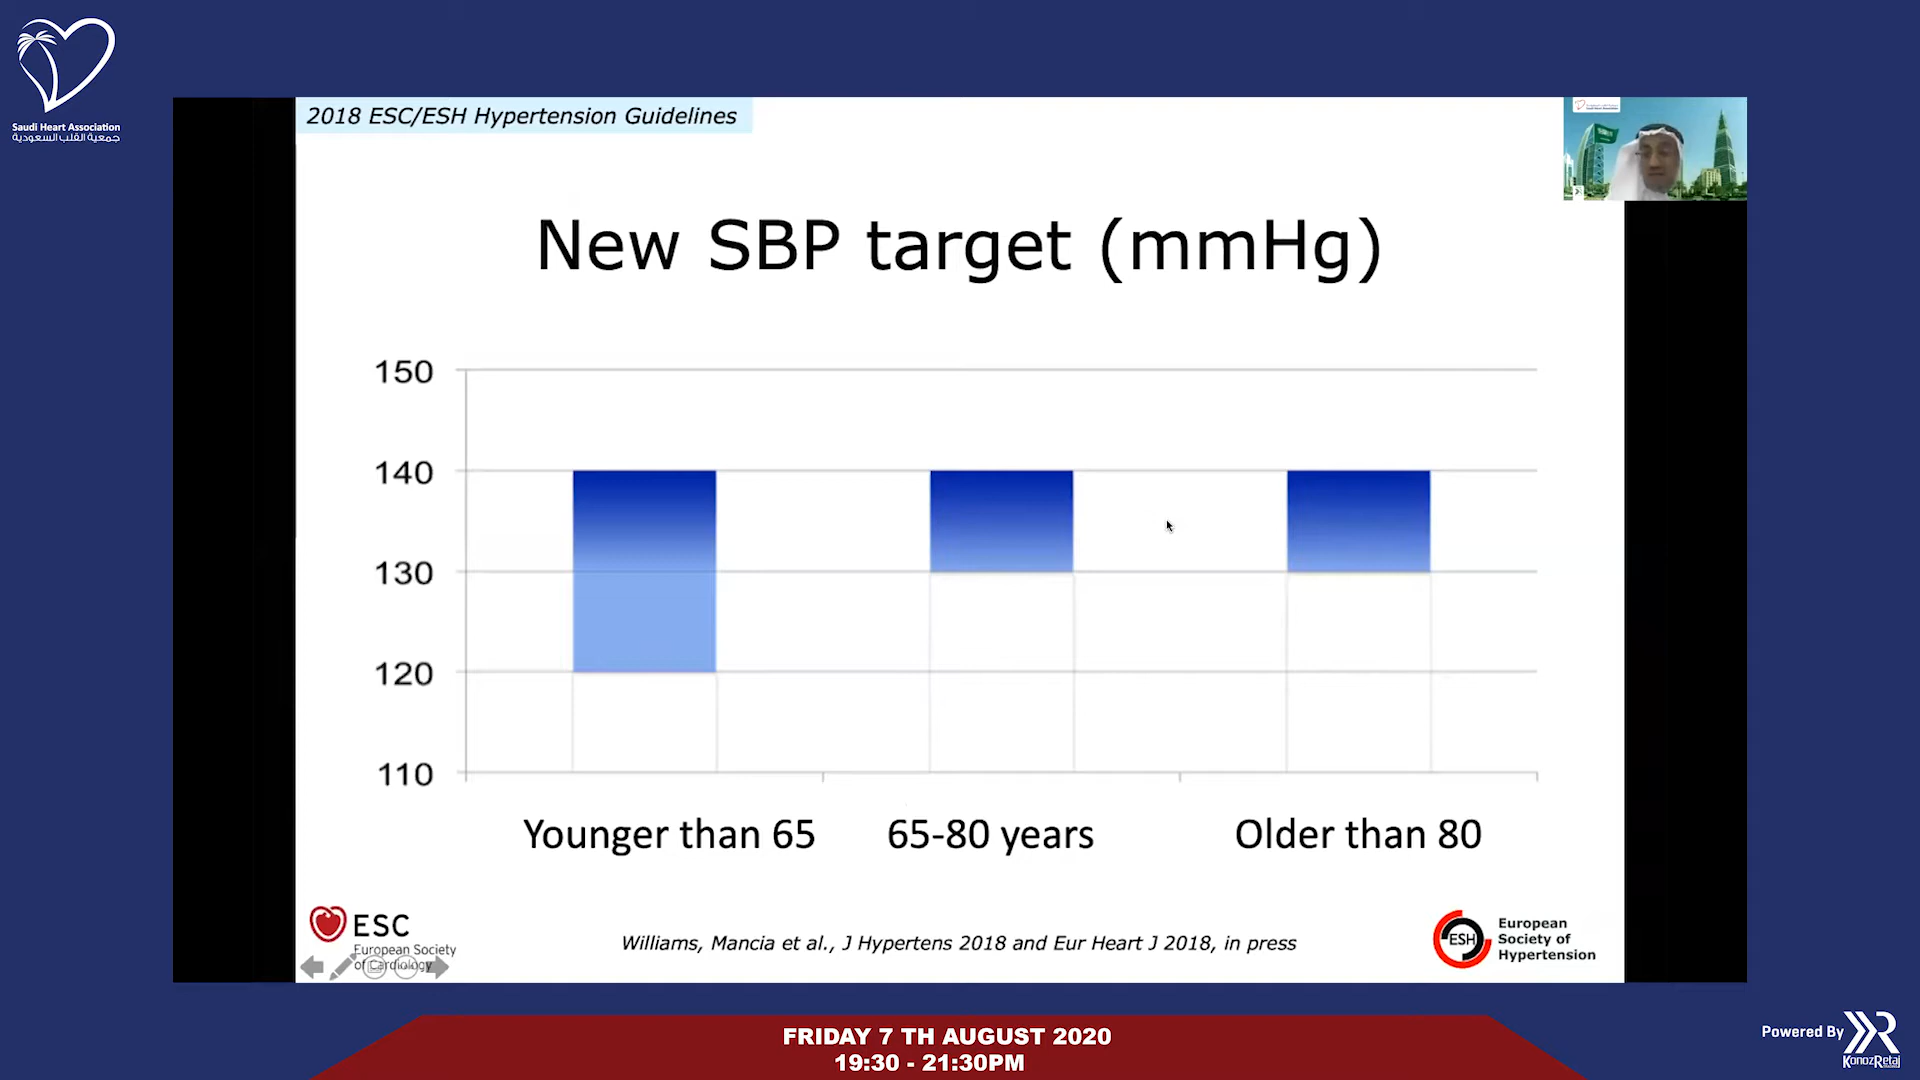 Saudi Heart Association
جمعية القلب السعودية
2018 ESC/ESH Hypertension Guidelines
New SBP target (mmHg)
150
140
130
120
110
Younger than 65
65-80 years
Older than 80
ESC
European Society
of Cardiology
Williams, Mancia et al., J Hypertens 2018 and Eur Heart J 2018, in press
ESH
European
Society of
Hypertension
FRIDAY 7 TH AUGUST 2020
19:30 - 21:30PM
Powered By
KonozRetaj